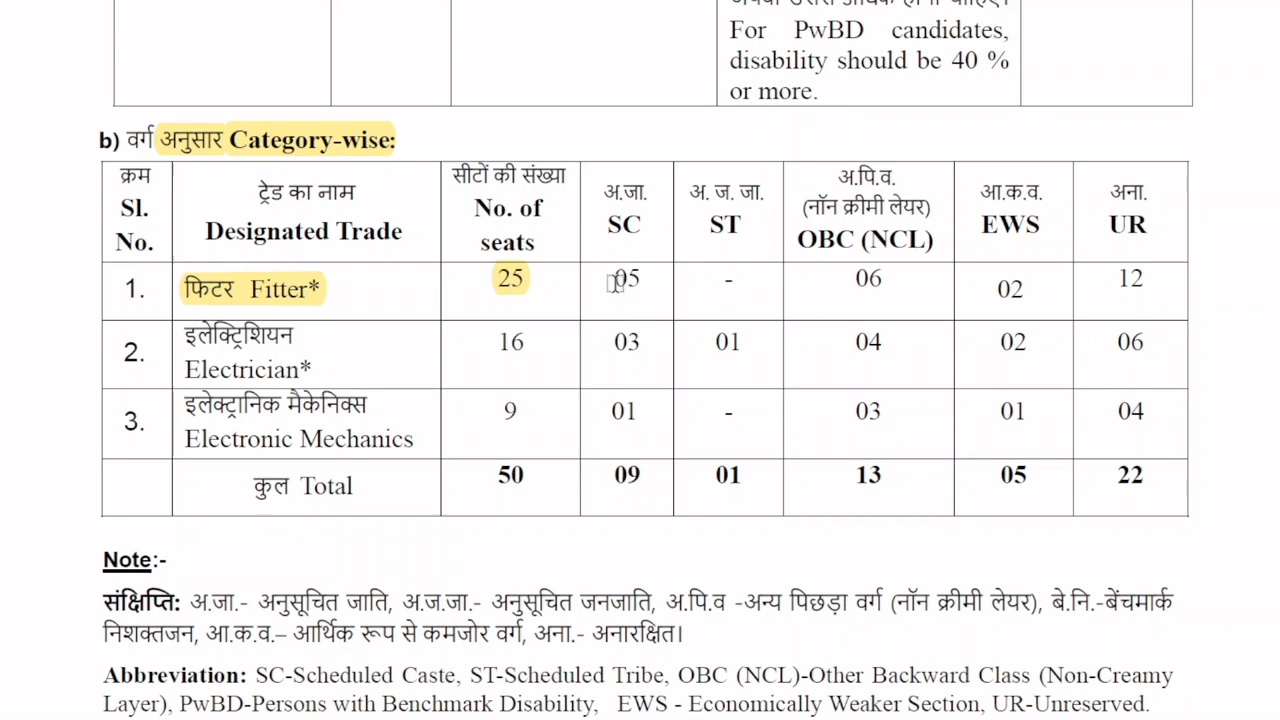 For PwBD candidates,
disability should be 40 %
or more.
b) वर्ग अनुसार Category-wise:
क्रम Sl. No. | ट्रेड का नाम Designated Trade | सीटों की संख्या No. of seats | अ.जा. SC | अ. ज. जा. ST | अ.पि.व. (नॉन क्रीमी लेयर) OBC (NCL) | आ.क.व. EWS | अना. UR
1. | फिटर Fitter* | 25 | 05 | - | 06 | 02 | 12
2. | इलेक्ट्रिशियन Electrician* | 16 | 03 | 01 | 04 | 02 | 06
3. | इलेक्ट्रानिक मैकेनिक्स Electronic Mechanics | 9 | 01 | - | 03 | 01 | 04
कुल Total | 50 | 09 | 01 | 13 | 05 | 22
Note:-
संक्षिप्ति: अ.जा.- अनुसूचित जाति, अ.ज.जा.- अनुसूचित जनजाति, अ.पि.व -अन्य पिछड़ा वर्ग (नॉन क्रीमी लेयर), बे.नि.-बेंचमार्क
निशक्तजन, आ.क.व.– आर्थिक रूप से कमजोर वर्ग, अना.- अनारक्षित।
Abbreviation: SC-Scheduled Caste, ST-Scheduled Tribe, OBC (NCL)-Other Backward Class (Non-Creamy
Layer), PwBD-Persons with Benchmark Disability, EWS - Economically Weaker Section, UR-Unreserved.